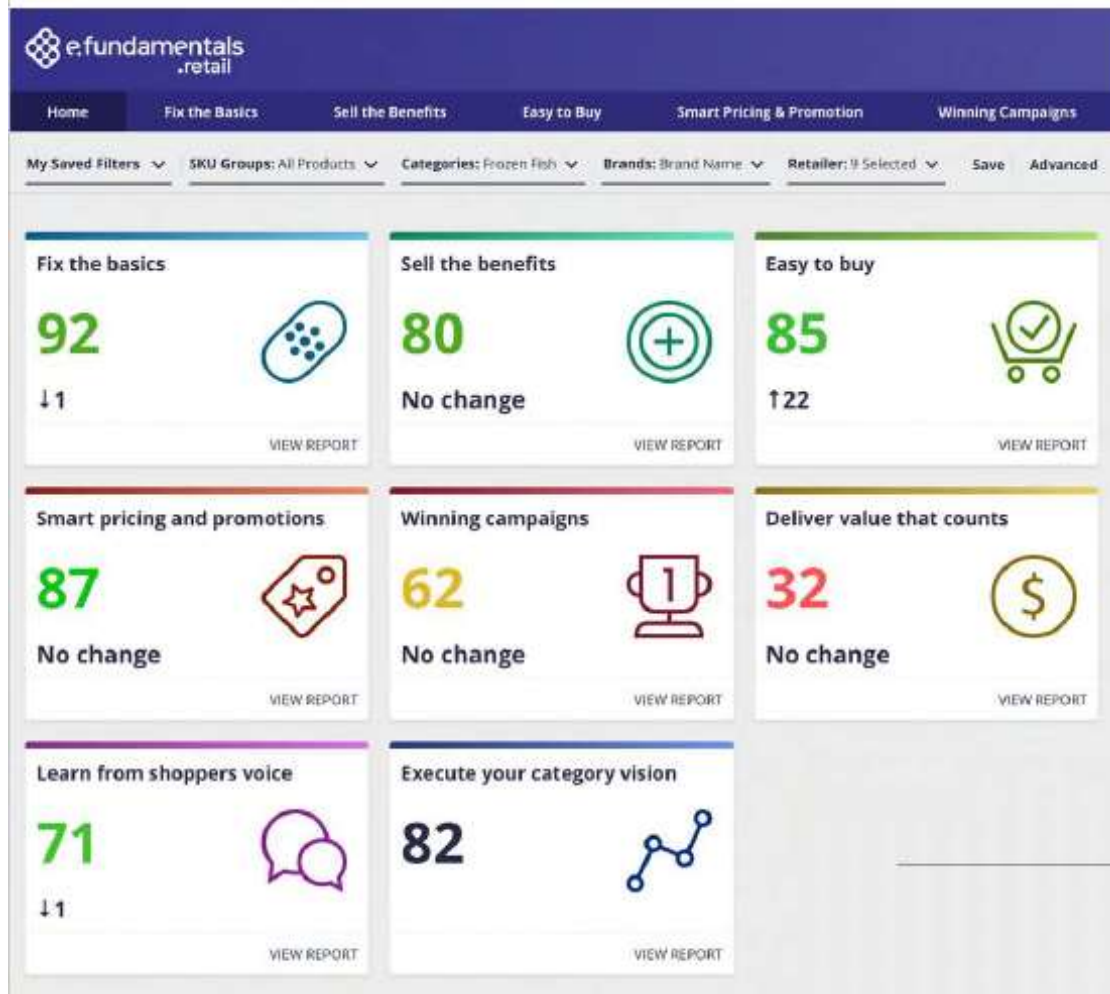 e.fundamentals
.retail
Home Fix the Basics Sell the Benefits Easy to Buy Smart Pricing & Promotion Winning Campaigns
My Saved Filters SKU Groups: All Products Categories: Frozen Fish Brands: Brand Name Retailer: 9 Selected Save Advanced
Fix the basics
92
↓1
VIEW REPORT
Sell the benefits
80
No change
VIEW REPORT
Easy to buy
85
↑22
VIEW REPORT
Smart pricing and promotions
87
No change
VIEW REPORT
Winning campaigns
62
1
No change
VIEW REPORT
Deliver value that counts
32
$
No change
VIEW REPORT
Learn from shoppers voice
71
↓1
VIEW REPORT
Execute your category vision
82
VIEW REPORT